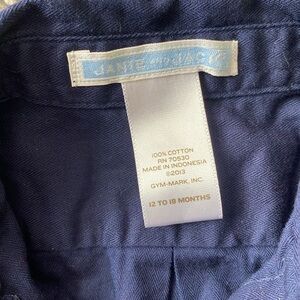 JANIE AND JACK
100% COTTON
RN 70530
MADE IN INDONESIA
©2013
GYM-MARK, INC.
12 TO 18 MONTHS